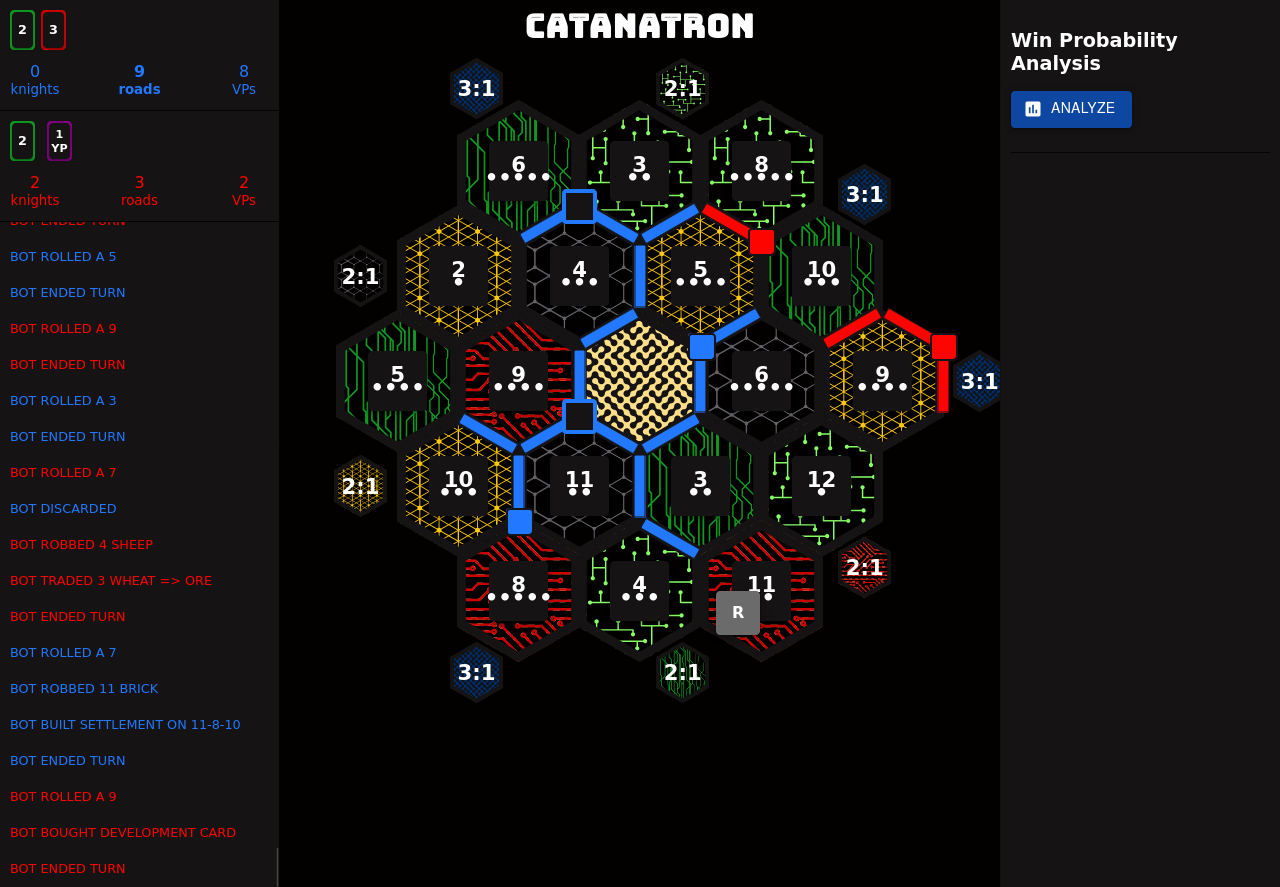 CATANATRON
2 3
0 9 8
knights roads VPs
2 1 YP
2 3 2
knights roads VPs
BOT ENDED TURN
BOT ROLLED A 5
BOT ENDED TURN
BOT ROLLED A 9
BOT ENDED TURN
BOT ROLLED A 3
BOT ENDED TURN
BOT ROLLED A 7
BOT DISCARDED
BOT ROBBED 4 SHEEP
BOT TRADED 3 WHEAT => ORE
BOT ENDED TURN
BOT ROLLED A 7
BOT ROBBED 11 BRICK
BOT BUILT SETTLEMENT ON 11-8-10
BOT ENDED TURN
BOT ROLLED A 9
BOT BOUGHT DEVELOPMENT CARD
BOT ENDED TURN
3:1 2:1
6 3 8
3:1
2:1 2 4 5 10
5 9 6 9 3:1
2:1 10 11 3 12
2:1
8 4 11
R
3:1 2:1
Win Probability
Analysis
ANALYZE